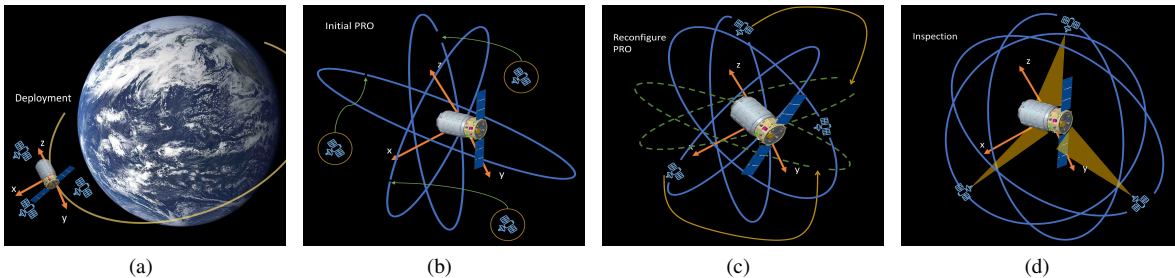 Deployment
z
x
y
(a)
Initial PRO
z
x
y
(b)
Reconfigure
PRO
z
x
y
(c)
Inspection
z
x
y
(d)